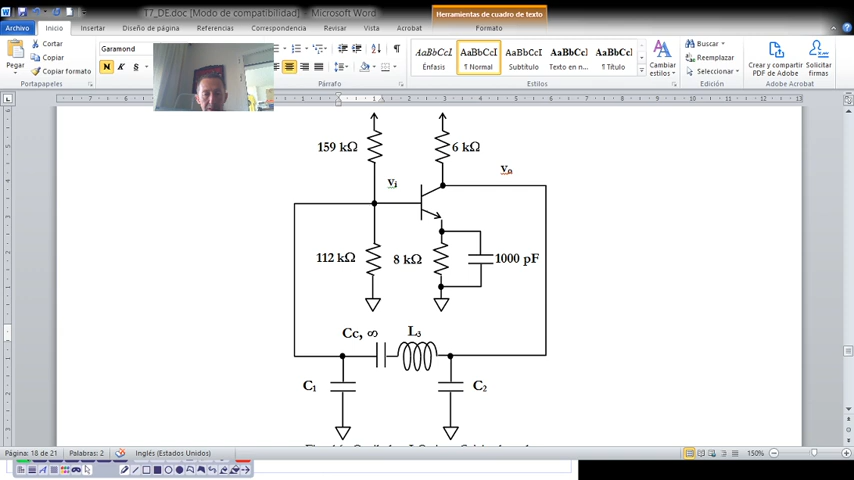 T7_DE.doc [Modo de compatibilidad] - Microsoft Word
Herramientas de cuadro de texto
Archivo Inicio Insertar Diseño de página Referencias Correspondencia Revisar Vista Acrobat Formato
Pegar
Cortar
Copiar
Copiar formato
Portapapeles
Garamond
N K S
Párrafo
AaBbCcL Énfasis
AaBbCcI ¶ Normal
AaBbCcI Subtítulo
AaBbCcI Texto en n...
AaBbCcI ¶ Título
Cambiar estilos
Estilos
Buscar
Reemplazar
Seleccionar
Edición
Crear y compartir PDF de Adobe
Solicitar firmas
Adobe Acrobat
159 kΩ
6 kΩ
vₒ
vᵢ
112 kΩ
8 kΩ
1000 pF
Cc, ∞
L₃
C₁
C₂
Página: 18 de 21 Palabras: 2 Inglés (Estados Unidos) 150%